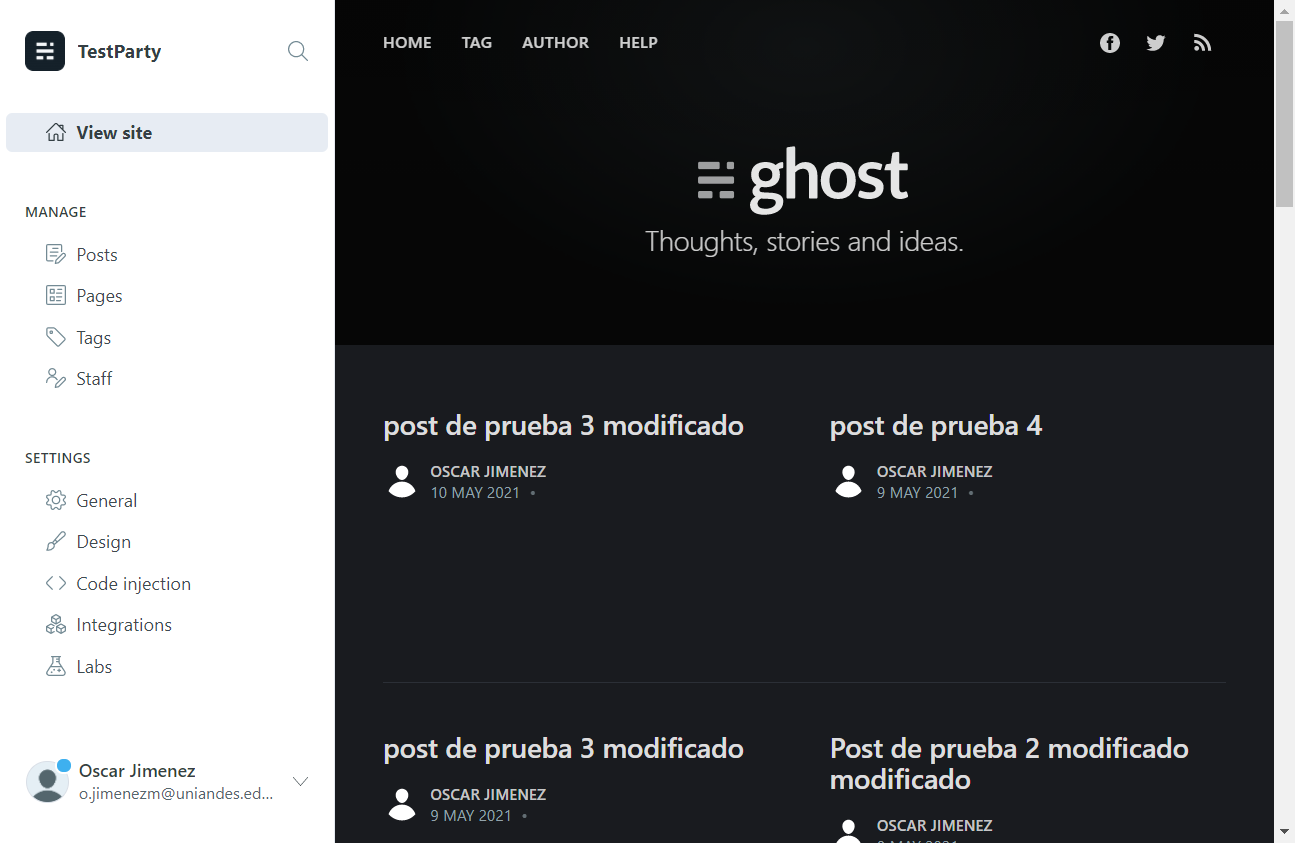 TestParty
View site
MANAGE
Posts
Pages
Tags
Staff
SETTINGS
General
Design
Code injection
Integrations
Labs
Oscar Jimenez
o.jimenezm@uniandes.ed...
HOME TAG AUTHOR HELP
ghost
Thoughts, stories and ideas.
post de prueba 3 modificado
OSCAR JIMENEZ
10 MAY 2021 •
post de prueba 4
OSCAR JIMENEZ
9 MAY 2021 •
post de prueba 3 modificado
OSCAR JIMENEZ
9 MAY 2021 •
Post de prueba 2 modificado
modificado
OSCAR JIMENEZ